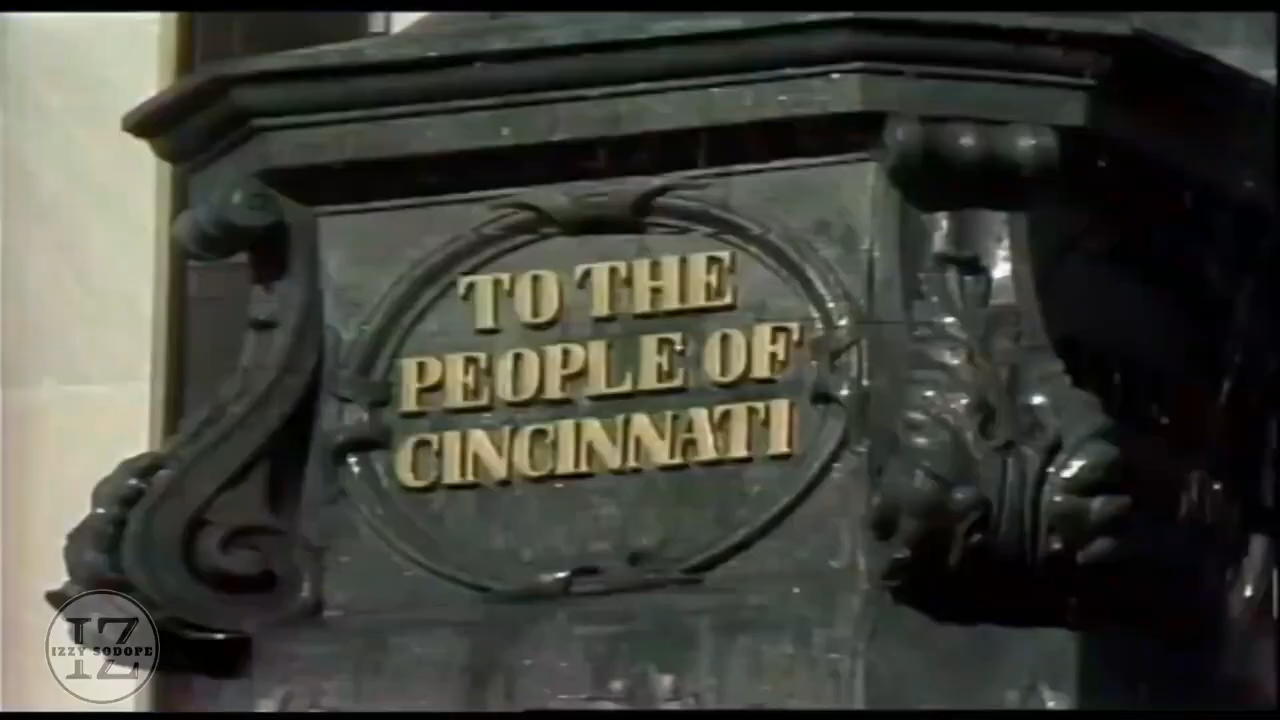 TO THE
PEOPLE OF
CINCINNATI
IZ
IZZY SODOPE